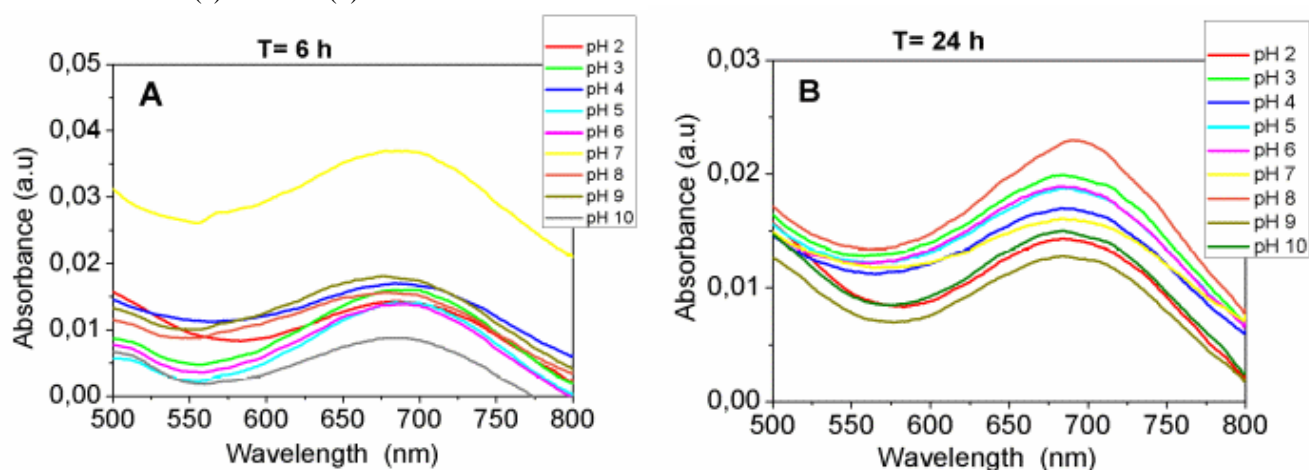 T= 6 h
A
0,05
0,04
0,03
0,02
0,01
0,00
Absorbance (a.u)
500 550 600 650 700 750 800
Wavelength (nm)
pH 2
pH 3
pH 4
pH 5
pH 6
pH 7
pH 8
pH 9
pH 10
T= 24 h
B
0,03
0,02
0,01
0,00
Absorbance (a.u)
500 550 600 650 700 750 800
Wavelength (nm)
pH 2
pH 3
pH 4
pH 5
pH 6
pH 7
pH 8
pH 9
pH 10